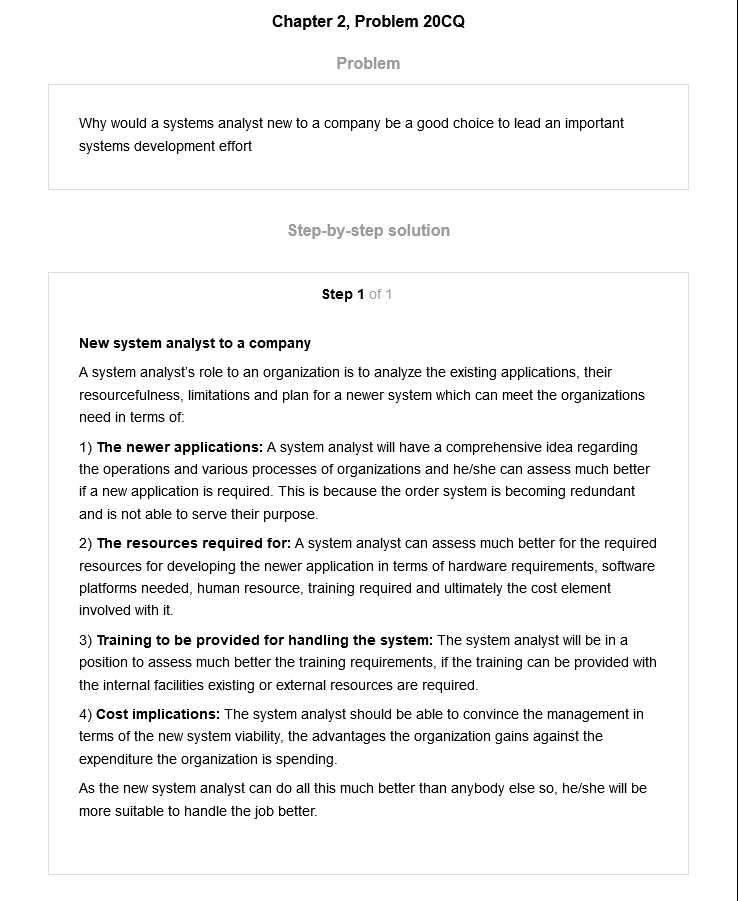 Chapter 2, Problem 20CQ
Problem
Why would a systems analyst new to a company be a good choice to lead an important
systems development effort
Step-by-step solution
Step 1 of 1
New system analyst to a company
A system analyst's role to an organization is to analyze the existing applications, their
resourcefulness, limitations and plan for a newer system which can meet the organizations
need in terms of:
1) The newer applications: A system analyst will have a comprehensive idea regarding
the operations and various processes of organizations and he/she can assess much better
if a new application is required. This is because the order system is becoming redundant
and is not able to serve their purpose.
2) The resources required for: A system analyst can assess much better for the required
resources for developing the newer application in terms of hardware requirements, software
platforms needed, human resource, training required and ultimately the cost element
involved with it.
3) Training to be provided for handling the system: The system analyst will be in a
position to assess much better the training requirements, if the training can be provided with
the internal facilities existing or external resources are required.
4) Cost implications: The system analyst should be able to convince the management in
terms of the new system viability, the advantages the organization gains against the
expenditure the organization is spending.
As the new system analyst can do all this much better than anybody else so, he/she will be
more suitable to handle the job better.